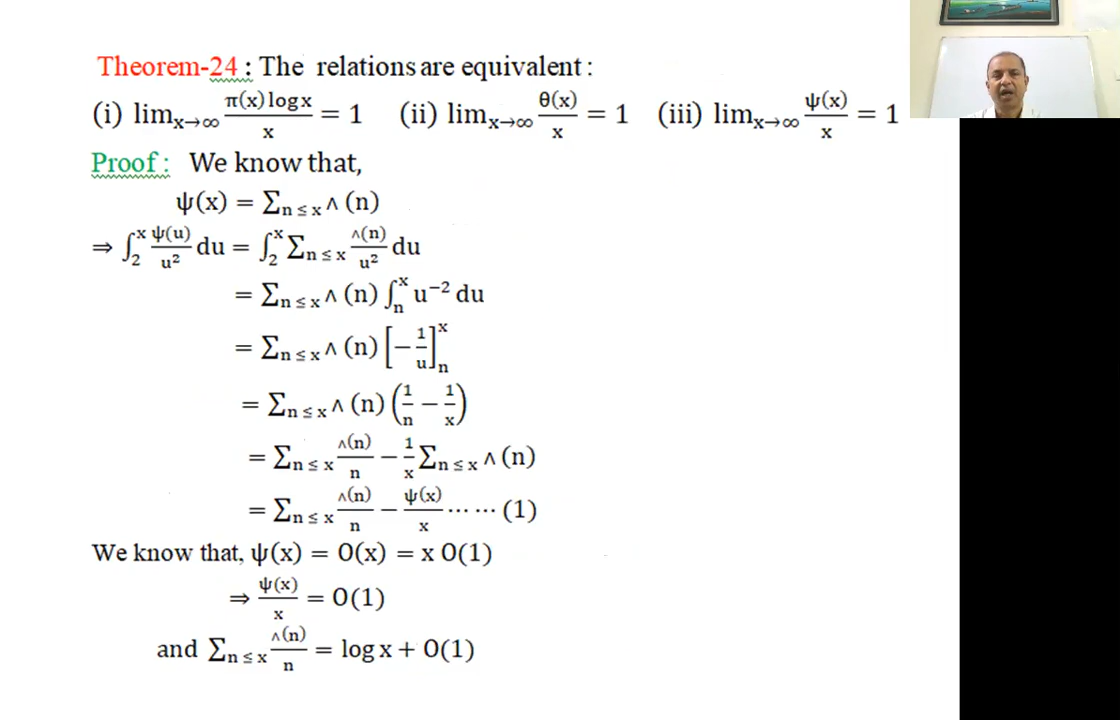 Theorem-24 : The relations are equivalent :
(i) lim_{x→∞} π(x) log x / x = 1 (ii) lim_{x→∞} θ(x) / x = 1 (iii) lim_{x→∞} ψ(x) / x = 1
Proof : We know that,
ψ(x) = ∑_{n ≤ x} ∧ (n)
⇒ ∫_2^x ψ(u)/u² du = ∫_2^x ∑_{n ≤ x} ∧(n)/u² du
= ∑_{n ≤ x} ∧ (n) ∫_n^x u⁻² du
= ∑_{n ≤ x} ∧ (n) [− 1/u]_n^x
= ∑_{n ≤ x} ∧ (n) (1/n − 1/x)
= ∑_{n ≤ x} ∧(n)/n − 1/x ∑_{n ≤ x} ∧ (n)
= ∑_{n ≤ x} ∧(n)/n − ψ(x)/x ⋯ ⋯ (1)
We know that, ψ(x) = O(x) = x O(1)
⇒ ψ(x)/x = O(1)
and ∑_{n ≤ x} ∧(n)/n = log x + O(1)